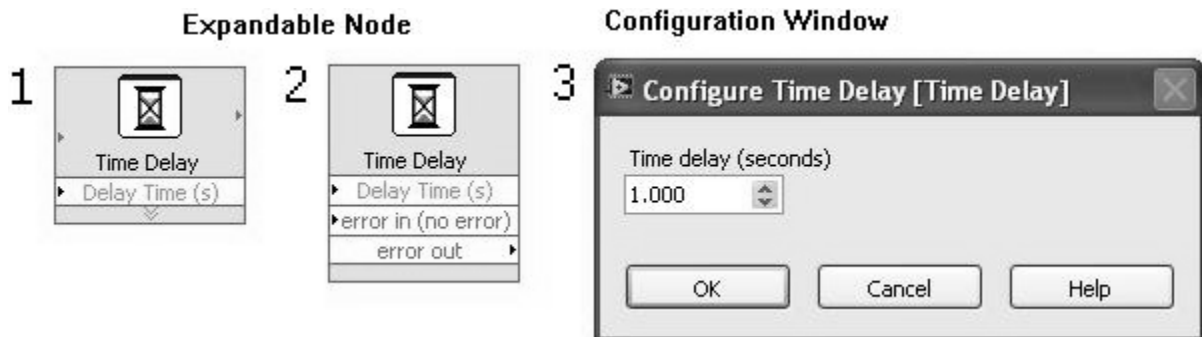 Expandable Node
Configuration Window
1
Time Delay
Delay Time (s)
2
Time Delay
Delay Time (s)
error in (no error)
error out
3
Configure Time Delay [Time Delay]
Time delay (seconds)
1.000
OK Cancel Help